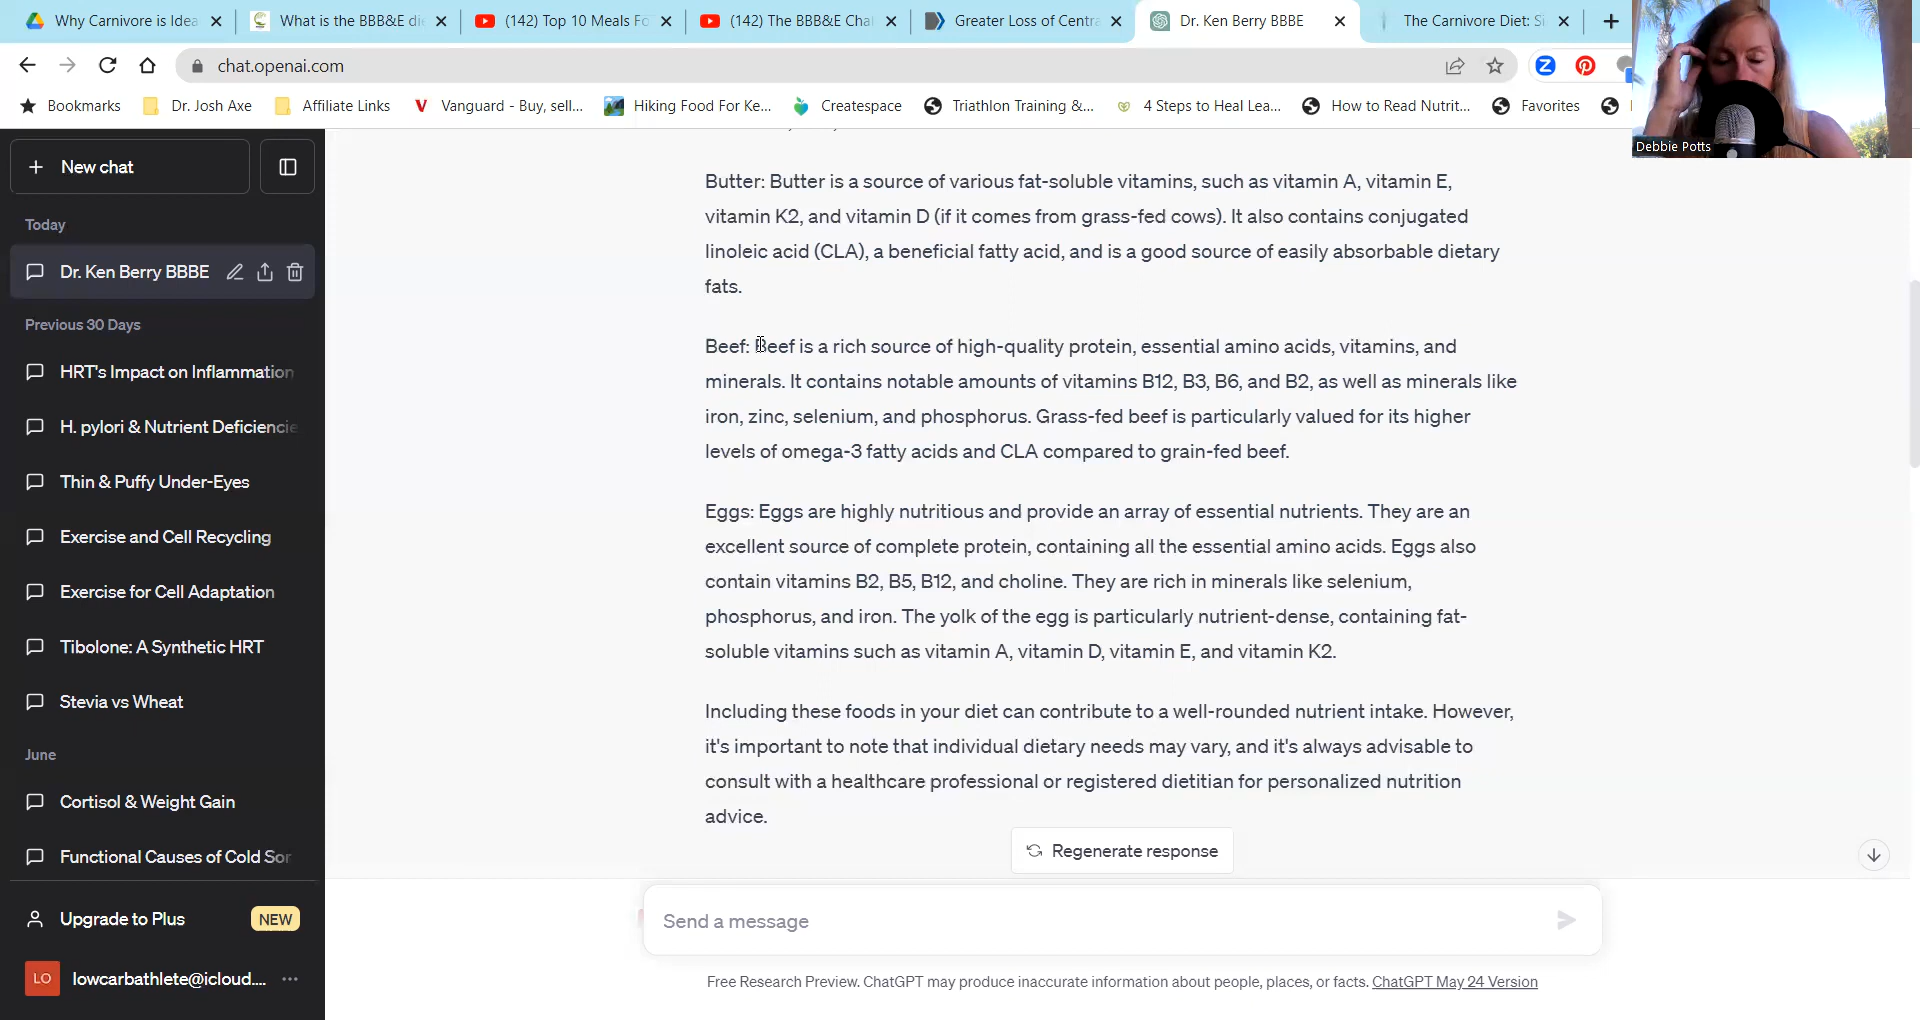 Why Carnivore is Idea
What is the BBB&E di
(142) Top 10 Meals Fo
(142) The BBB&E Cha
Greater Loss of Centra
Dr. Ken Berry BBBE
The Carnivore Diet: Si
chat.openai.com
Bookmarks
Dr. Josh Axe
Affiliate Links
Vanguard - Buy, sell...
Hiking Food For Ke...
Createspace
Triathlon Training &...
4 Steps to Heal Lea...
How to Read Nutrit...
Favorites
Debbie Potts
New chat
Today
Dr. Ken Berry BBBE
Previous 30 Days
HRT's Impact on Inflammation
H. pylori & Nutrient Deficiencie
Thin & Puffy Under-Eyes
Exercise and Cell Recycling
Exercise for Cell Adaptation
Tibolone: A Synthetic HRT
Stevia vs Wheat
June
Cortisol & Weight Gain
Functional Causes of Cold Sor
Upgrade to Plus
NEW
LO
lowcarbathlete@icloud....
Butter: Butter is a source of various fat-soluble vitamins, such as vitamin A, vitamin E,
vitamin K2, and vitamin D (if it comes from grass-fed cows). It also contains conjugated
linoleic acid (CLA), a beneficial fatty acid, and is a good source of easily absorbable dietary
fats.
Beef: Beef is a rich source of high-quality protein, essential amino acids, vitamins, and
minerals. It contains notable amounts of vitamins B12, B3, B6, and B2, as well as minerals like
iron, zinc, selenium, and phosphorus. Grass-fed beef is particularly valued for its higher
levels of omega-3 fatty acids and CLA compared to grain-fed beef.
Eggs: Eggs are highly nutritious and provide an array of essential nutrients. They are an
excellent source of complete protein, containing all the essential amino acids. Eggs also
contain vitamins B2, B5, B12, and choline. They are rich in minerals like selenium,
phosphorus, and iron. The yolk of the egg is particularly nutrient-dense, containing fat-
soluble vitamins such as vitamin A, vitamin D, vitamin E, and vitamin K2.
Including these foods in your diet can contribute to a well-rounded nutrient intake. However,
it's important to note that individual dietary needs may vary, and it's always advisable to
consult with a healthcare professional or registered dietitian for personalized nutrition
advice.
Regenerate response
Send a message
Free Research Preview. ChatGPT may produce inaccurate information about people, places, or facts. ChatGPT May 24 Version